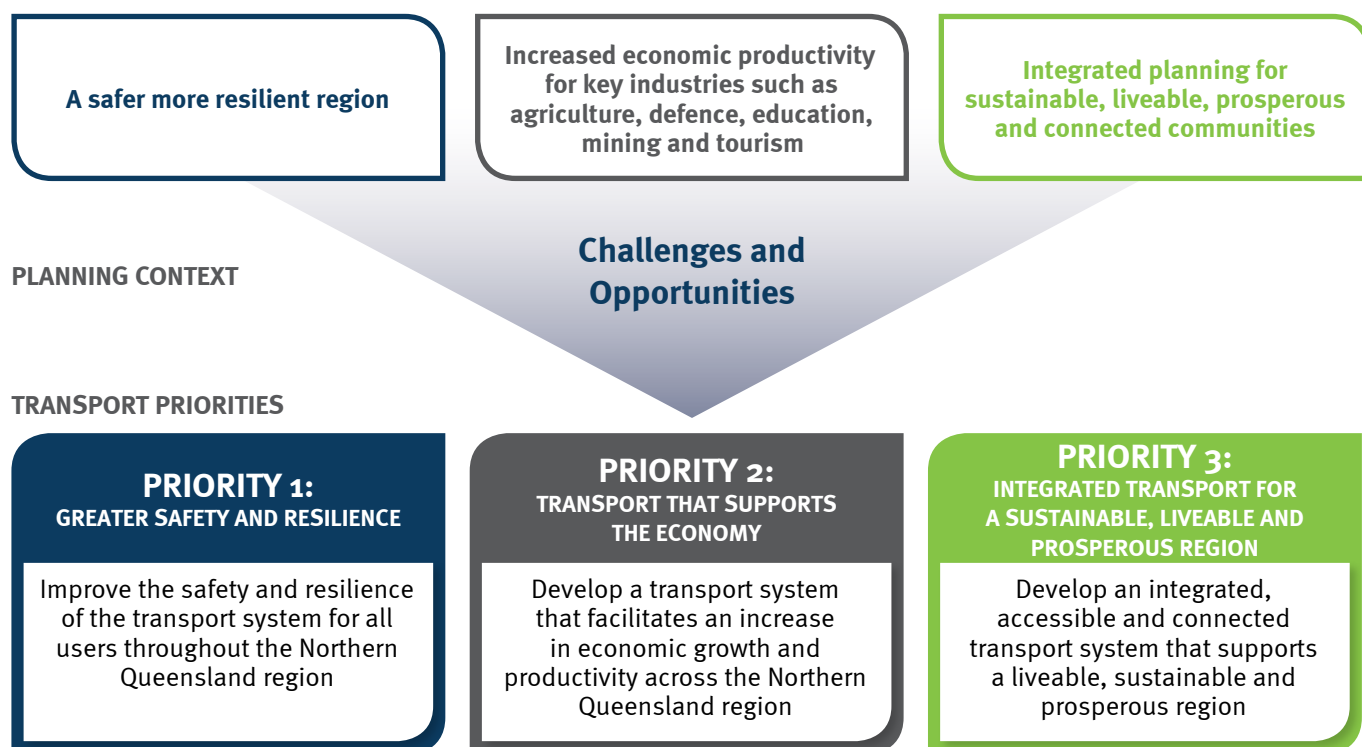 A safer more resilient region
Increased economic productivity
for key industries such as
agriculture, defence, education,
mining and tourism
Integrated planning for
sustainable, liveable, prosperous
and connected communities
Challenges and
Opportunities
PLANNING CONTEXT
TRANSPORT PRIORITIES
PRIORITY 1:
GREATER SAFETY AND RESILIENCE
Improve the safety and resilience
of the transport system for all
users throughout the Northern
Queensland region
PRIORITY 2:
TRANSPORT THAT SUPPORTS
THE ECONOMY
Develop a transport system
that facilitates an increase
in economic growth and
productivity across the Northern
Queensland region
PRIORITY 3:
INTEGRATED TRANSPORT FOR
A SUSTAINABLE, LIVEABLE AND
PROSPEROUS REGION
Develop an integrated,
accessible and connected
transport system that supports
a liveable, sustainable and
prosperous region